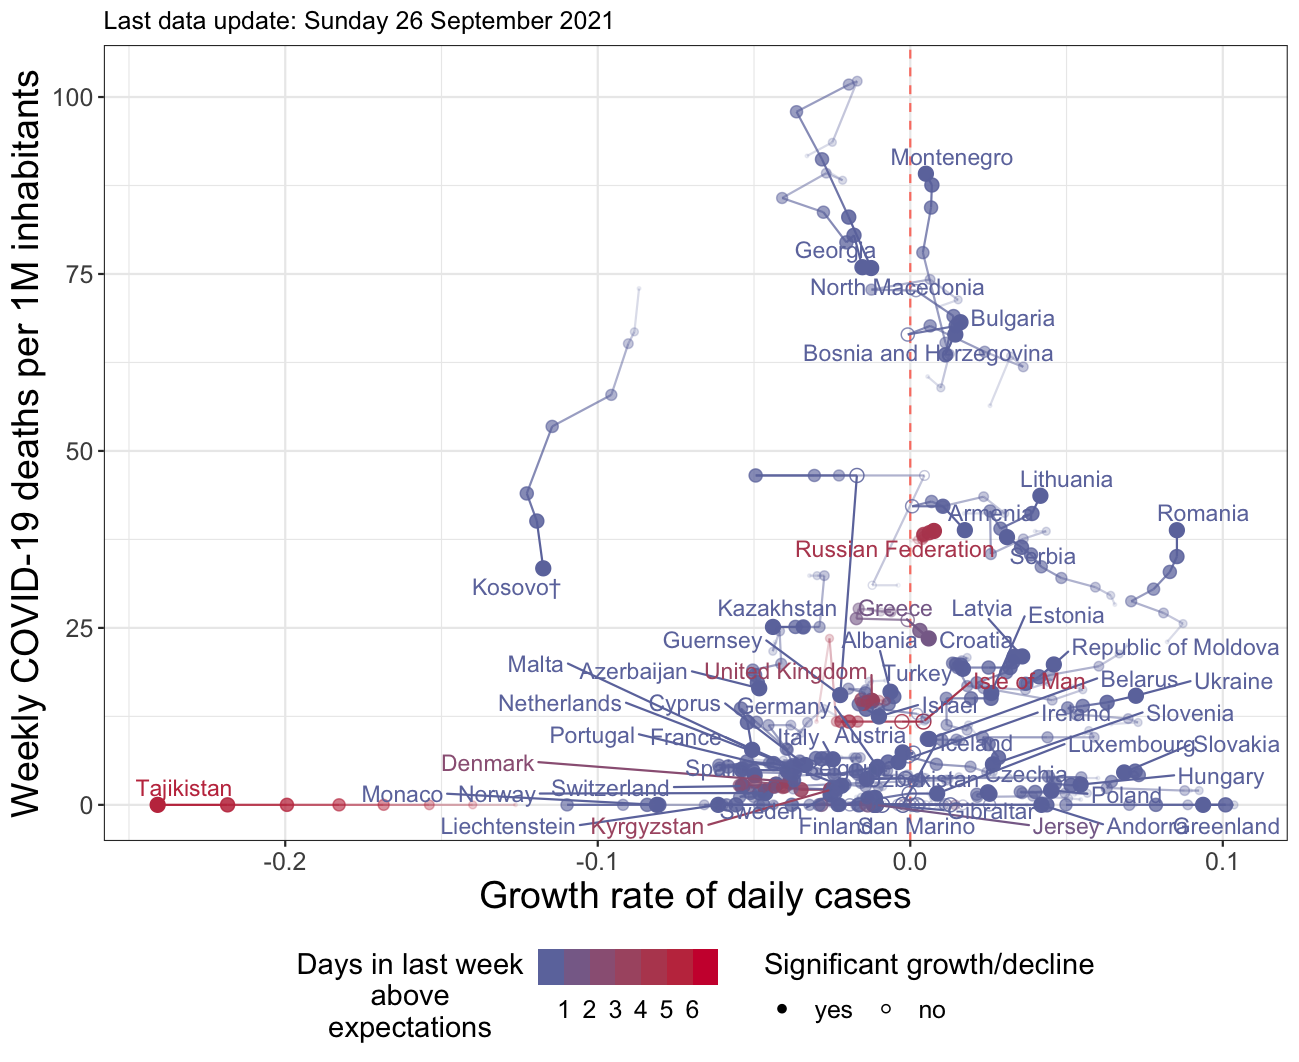 Last data update: Sunday 26 September 2021
Weekly COVID-19 deaths per 1M inhabitants
100
75
50
25
0
Montenegro
Georgia
North Macedonia
Bulgaria
Bosnia and Herzegovina
Lithuania
Armenia
Romania
Russian Federation
Serbia
Kosovo†
Kazakhstan
Greece
Latvia
Estonia
Guernsey
Albania
Croatia
Republic of Moldova
Malta
Azerbaijan
United Kingdom
Turkey
Isle of Man
Belarus
Ukraine
Netherlands
Cyprus
Germany
Israel
Ireland
Slovenia
Portugal
France
Italy
Austria
Iceland
Luxembourg
Slovakia
Denmark
Czechia
Hungary
Tajikistan
Monaco
Norway
Switzerland
Poland
Sweden
Gibraltar
Liechtenstein
Kyrgyzstan
Finland
San Marino
Jersey
Andorra
Greenland
-0.2
-0.1
0.0
0.1
Growth rate of daily cases
Days in last week
above
expectations
1 2 3 4 5 6
Significant growth/decline
yes
no